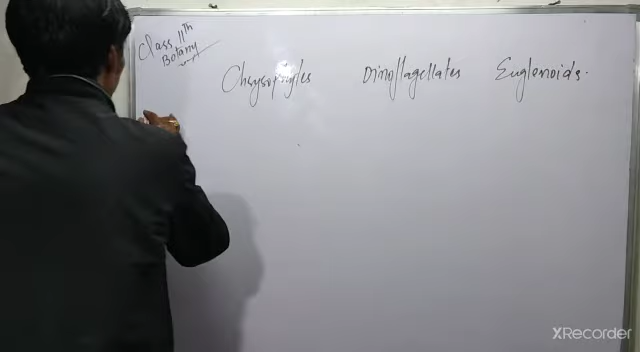 Class 11th
Botany
Chrysophytes Dinoflagellates Euglenoids.
XRecorder